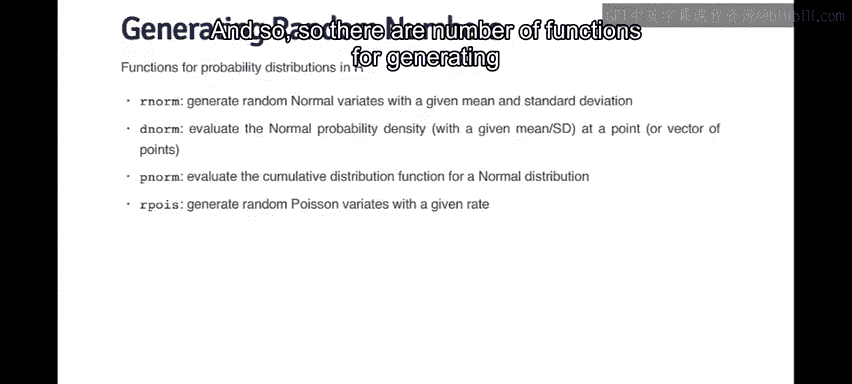 Generating Random Numbers
And so, so there are number of functions
for generating
Functions for probability distributions in R
· rnorm: generate random Normal variates with a given mean and standard deviation
· dnorm: evaluate the Normal probability density (with a given mean/SD) at a point (or vector of
points)
· pnorm: evaluate the cumulative distribution function for a Normal distribution
· rpois: generate random Poisson variates with a given rate